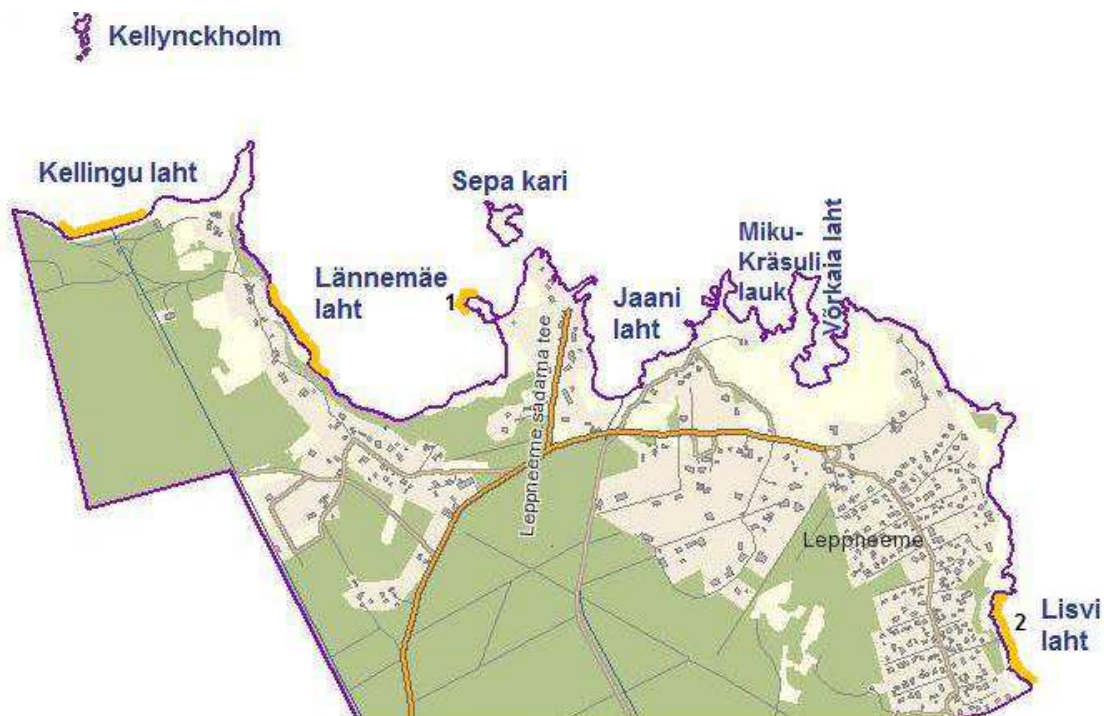 Kellynckholm
Kellingu laht
Sepa kari
Lännemäe
laht
1
Jaani
laht
Miku-
Kräsuli
lauk
Võrkaia laht
Leppneeme sadama tee
Leppneeme
2
Lisvi
laht